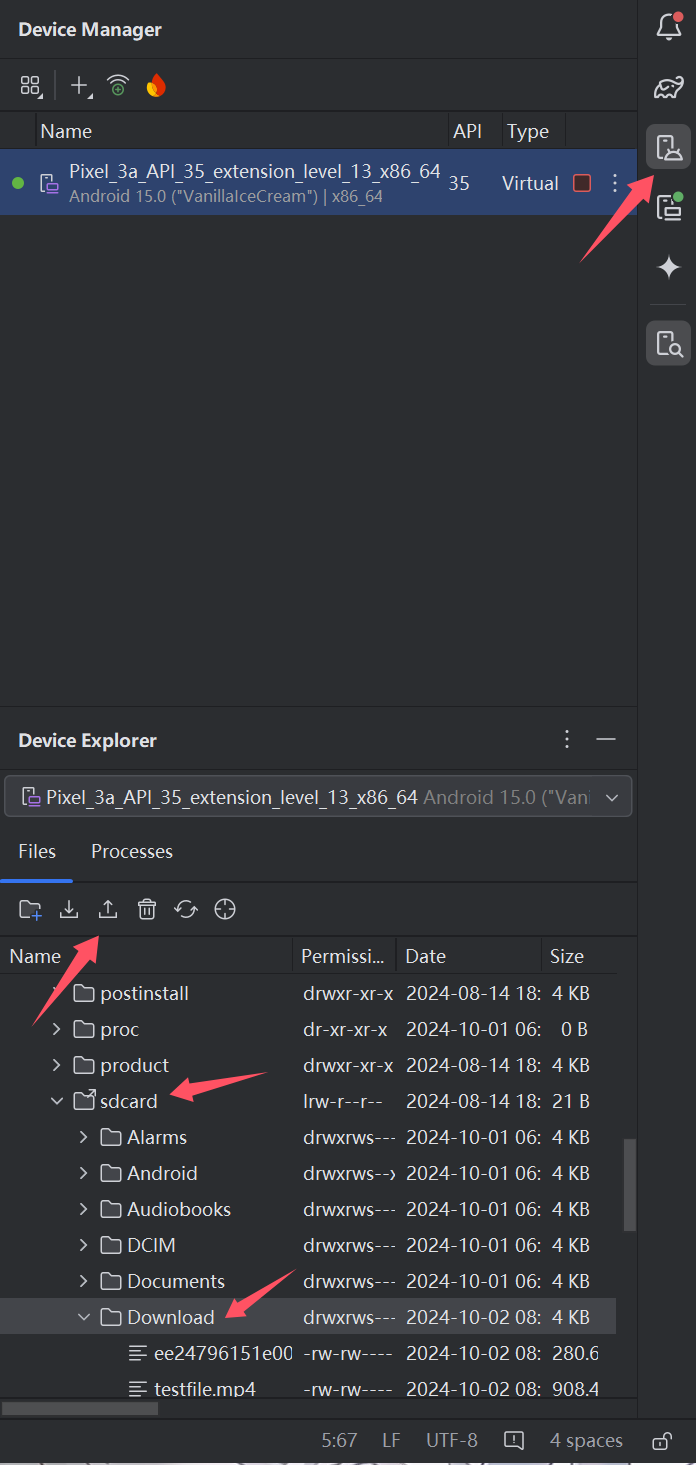 Device Manager
Name API Type
Pixel_3a_API_35_extension_level_13_x86_64 35 Virtual
Android 15.0 ("VanillaIceCream") | x86_64
Device Explorer
Pixel_3a_API_35_extension_level_13_x86_64 Android 15.0 ("Vani
Files Processes
Name Permissi... Date Size
postinstall drwxr-xr-x 2024-08-14 18: 4 KB
proc dr-xr-xr-x 2024-10-01 06: 0 B
product drwxr-xr-x 2024-08-14 18: 4 KB
sdcard lrw-r--r-- 2024-08-14 18: 21 B
Alarms drwxrws--- 2024-10-01 06: 4 KB
Android drwxrws--x 2024-10-01 06: 4 KB
Audiobooks drwxrws--- 2024-10-01 06: 4 KB
DCIM drwxrws--- 2024-10-01 06: 4 KB
Documents drwxrws--- 2024-10-01 06: 4 KB
Download drwxrws--- 2024-10-02 08: 4 KB
ee24796151e00 -rw-rw---- 2024-10-02 08: 280.6
testfile.mp4 -rw-rw---- 2024-10-02 08: 908.4
5:67 LF UTF-8 4 spaces